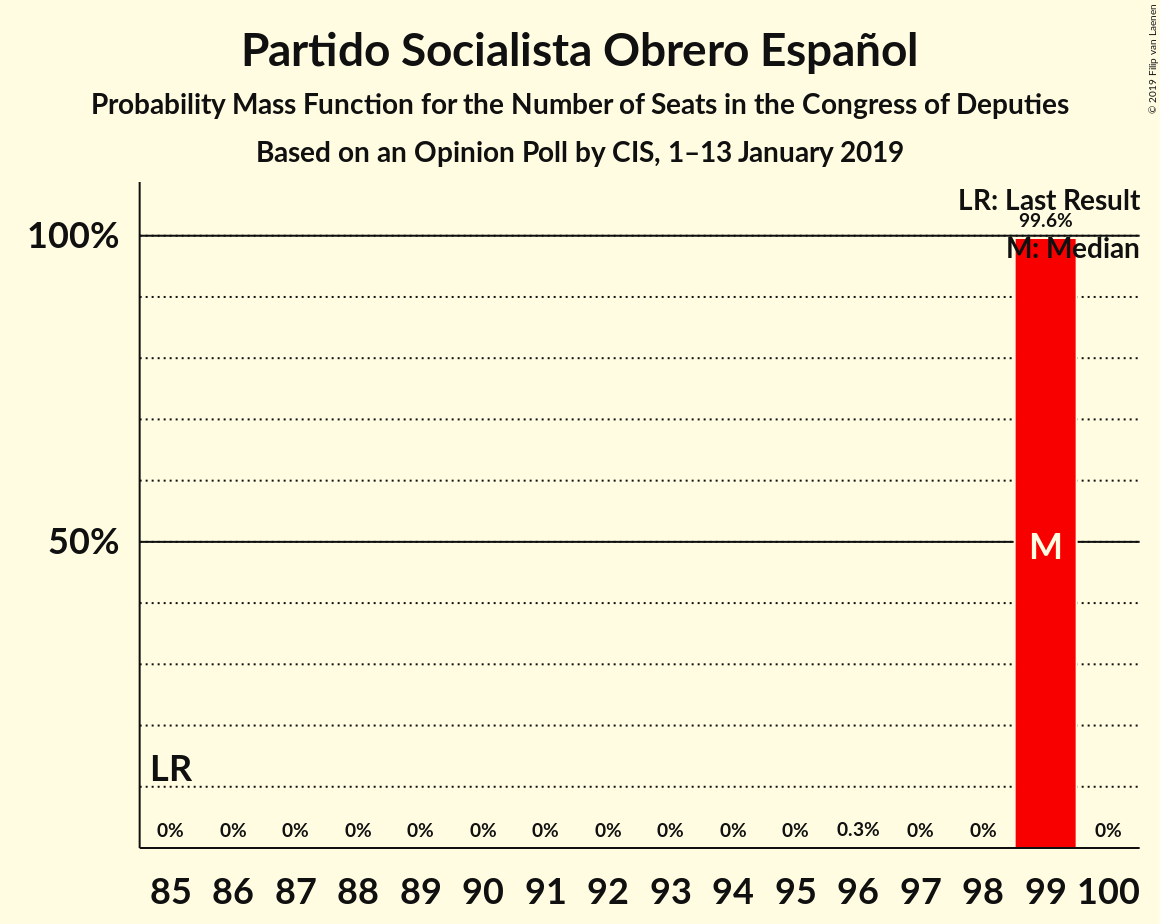 Partido Socialista Obrero Español
Probability Mass Function for the Number of Seats in the Congress of Deputies
Based on an Opinion Poll by CIS, 1–13 January 2019
© 2019 Filip van Laenen
LR: Last Result
99.6%
M: Median
100%
50%
M
LR
0% 0% 0% 0% 0% 0% 0% 0% 0% 0% 0% 0.3% 0% 0% 0%
85 86 87 88 89 90 91 92 93 94 95 96 97 98 99 100